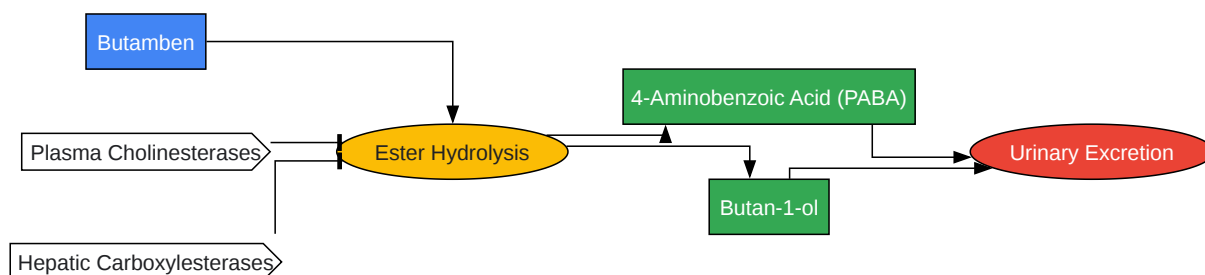 Butamben
4-Aminobenzoic Acid (PABA)
Plasma Cholinesterases
Ester Hydrolysis
Urinary Excretion
Butan-1-ol
Hepatic Carboxylesterases